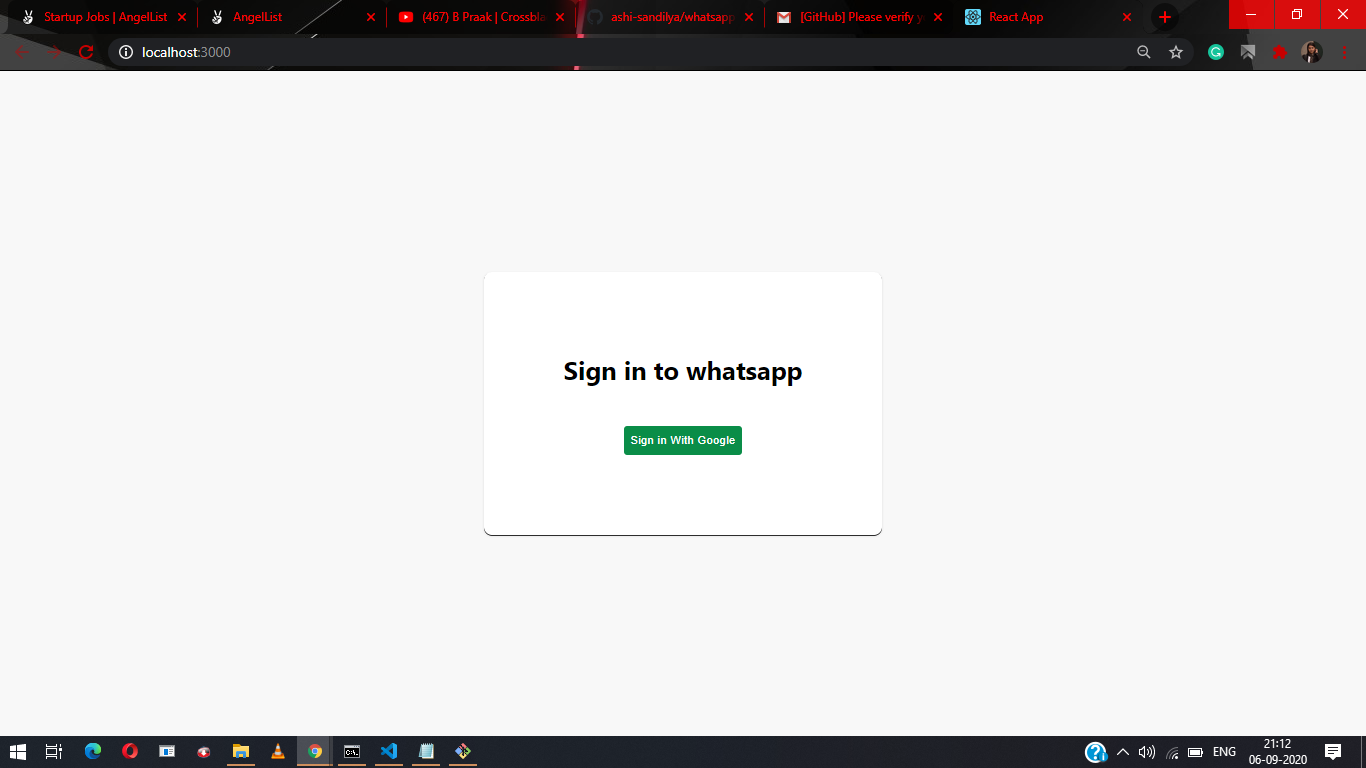 Startup Jobs | AngelList
AngelList
(467) B Praak | Crossbla
ashi-sandilya/whatsapp
[GitHub] Please verify y
React App
localhost:3000
Sign in to whatsapp
Sign in With Google
ENG
21:12
06-09-2020